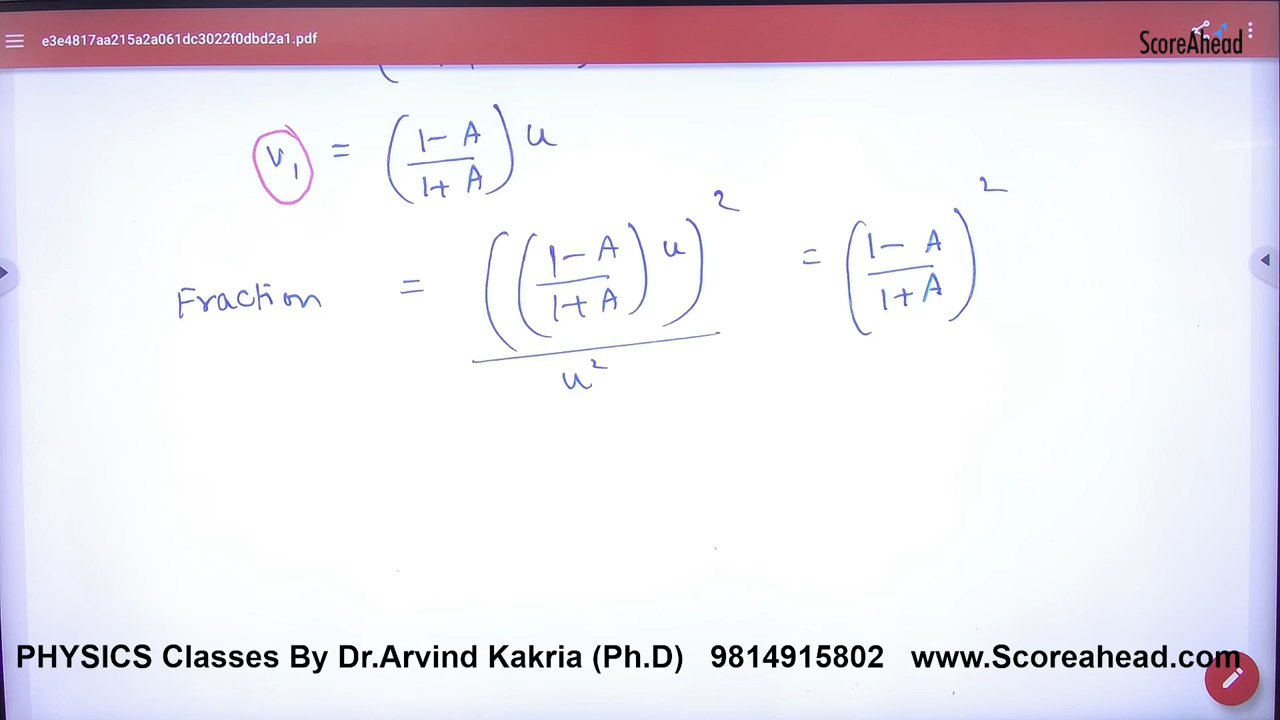 e3e4817aa215a2a061dc3022f0dbd2a1.pdf
ScoreAhead
v₁ = ((1 - A)/(1 + A)) u
Fraction = (((1 - A)/(1 + A)) u)² / u² = ((1 - A)/(1 + A))²
PHYSICS Classes By Dr.Arvind Kakria (Ph.D) 9814915802 www.Scoreahead.com